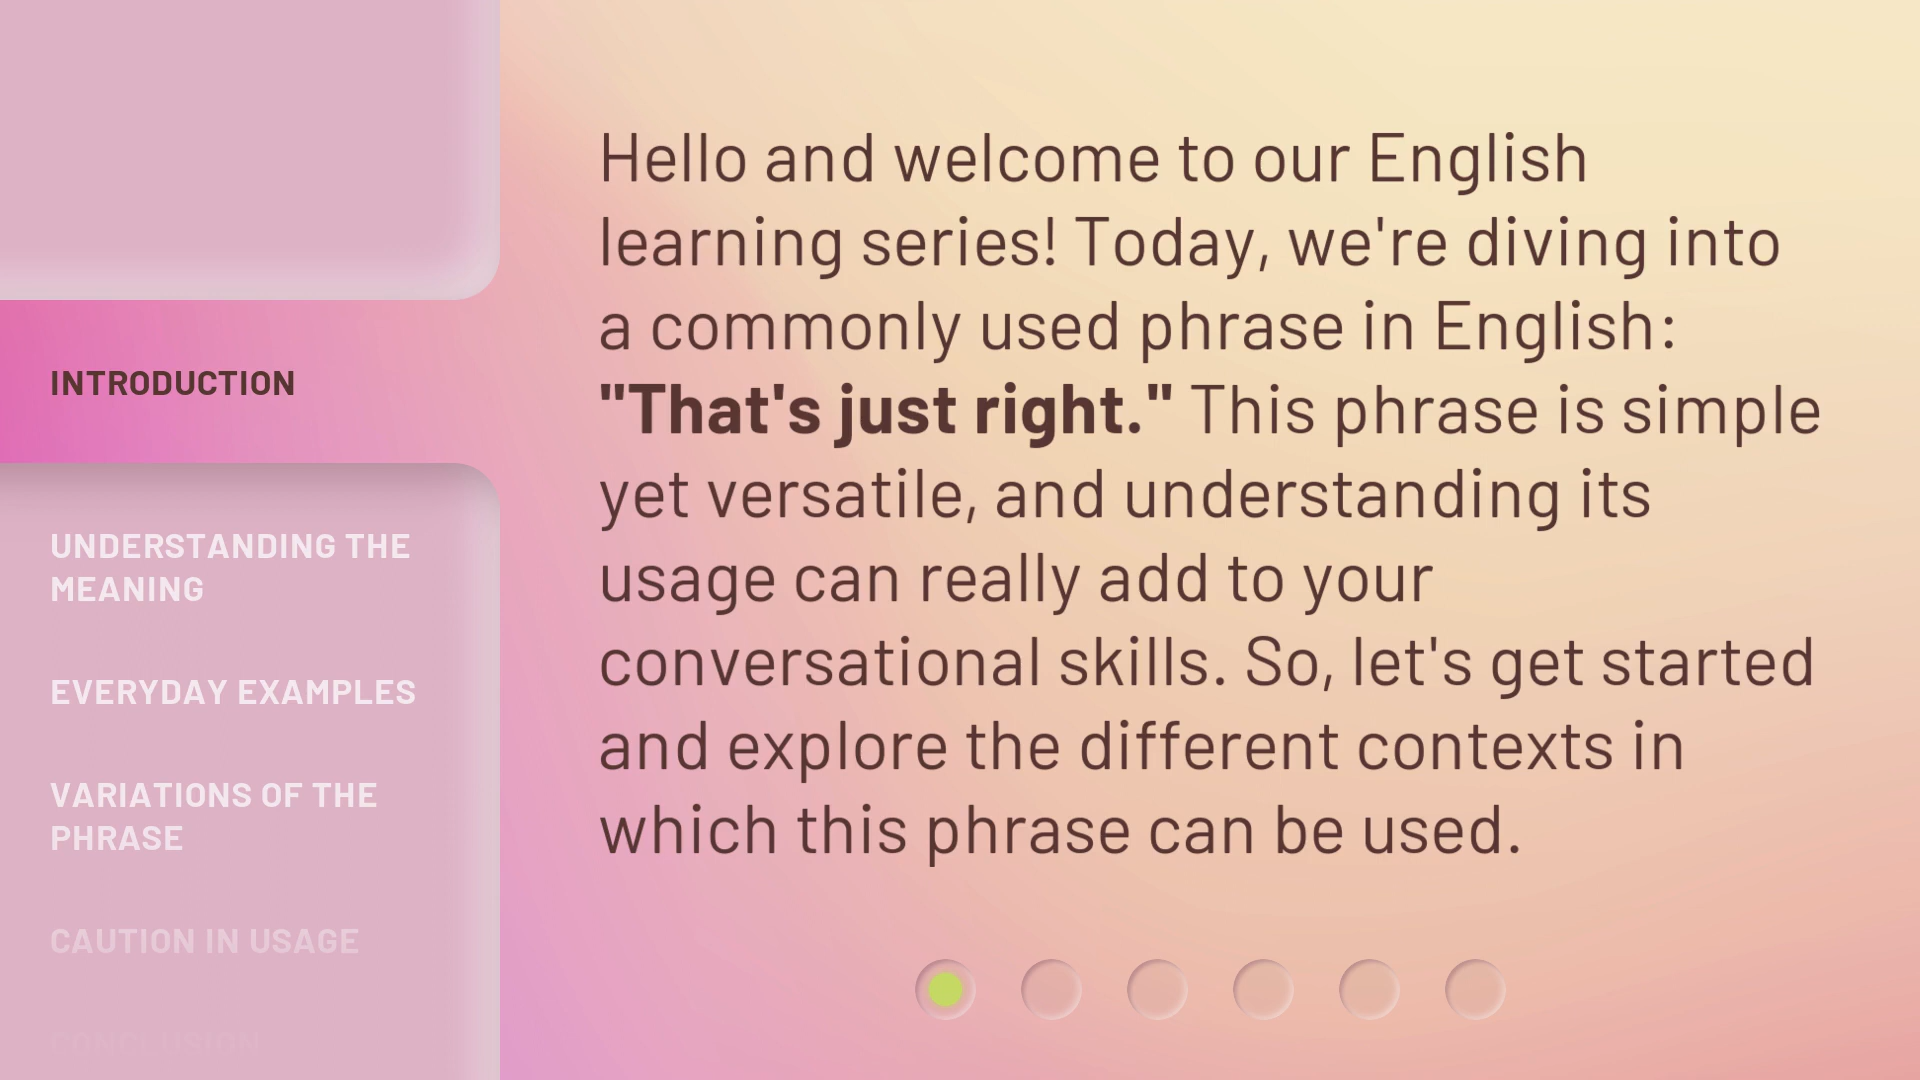 INTRODUCTION
UNDERSTANDING THE
MEANING
EVERYDAY EXAMPLES
VARIATIONS OF THE
PHRASE
CAUTION IN USAGE
CONCLUSION
Hello and welcome to our English
learning series! Today, we're diving into
a commonly used phrase in English:
"That's just right." This phrase is simple
yet versatile, and understanding its
usage can really add to your
conversational skills. So, let's get started
and explore the different contexts in
which this phrase can be used.